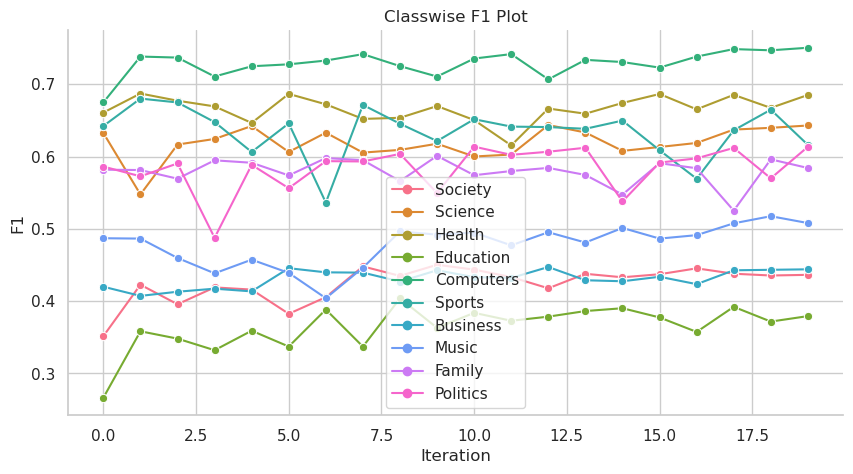 Classwise F1 Plot
F1
0.7
0.6
0.5
0.4
0.3
Society
Science
Health
Education
Computers
Sports
Business
Music
Family
Politics
0.0 2.5 5.0 7.5 10.0 12.5 15.0 17.5
Iteration